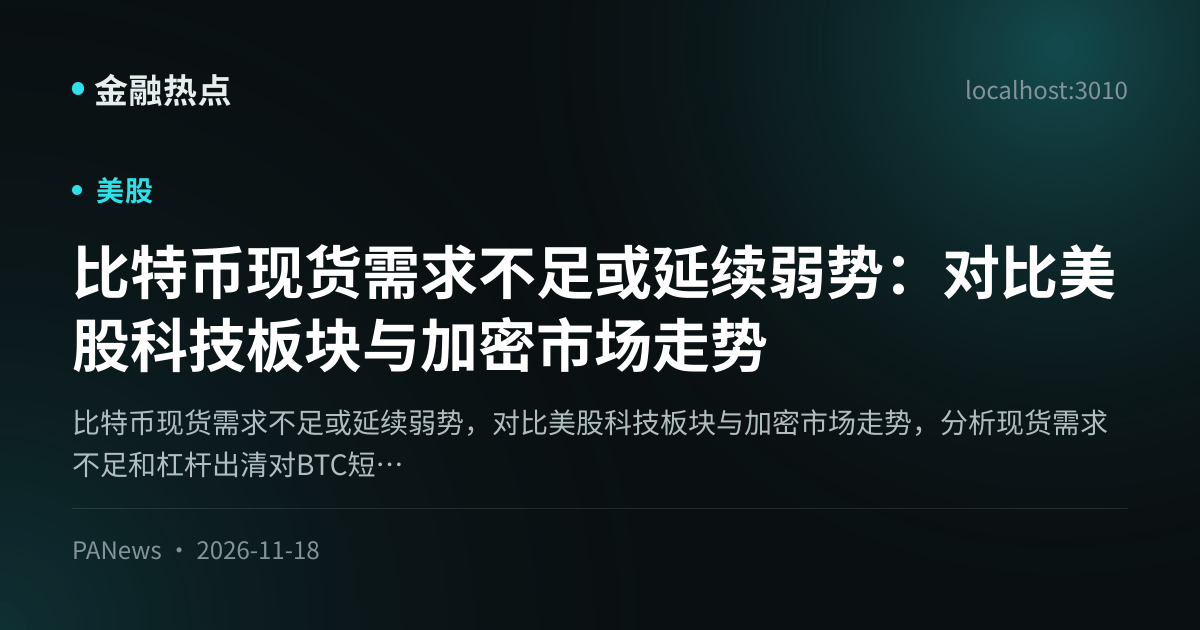 金融热点
localhost:3010
美股
比特币现货需求不足或延续弱势：对比美
股科技板块与加密市场走势
比特币现货需求不足或延续弱势，对比美股科技板块与加密市场走势，分析现货需求
不足和杠杆出清对BTC短…
PANews • 2026-11-18